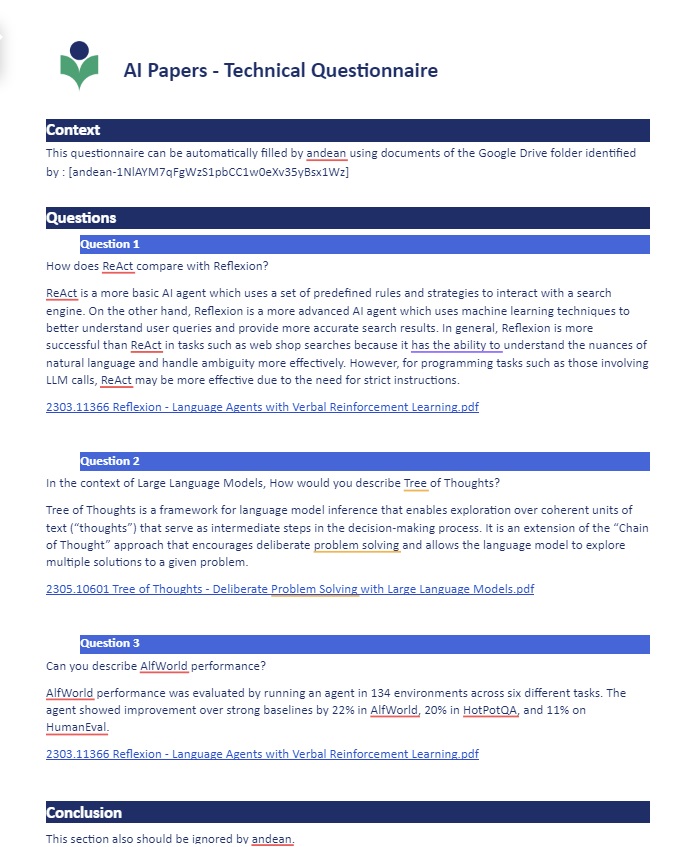 AI Papers - Technical Questionnaire
Context
This questionnaire can be automatically filled by andean using documents of the Google Drive folder identified
by : [andean-1NlAYM7qFgWzS1pbCC1w0eXv35yBsx1Wz]
Questions
Question 1
How does ReAct compare with Reflexion?
ReAct is a more basic AI agent which uses a set of predefined rules and strategies to interact with a search
engine. On the other hand, Reflexion is a more advanced AI agent which uses machine learning techniques to
better understand user queries and provide more accurate search results. In general, Reflexion is more
successful than ReAct in tasks such as web shop searches because it has the ability to understand the nuances of
natural language and handle ambiguity more effectively. However, for programming tasks such as those involving
LLM calls, ReAct may be more effective due to the need for strict instructions.
2303.11366 Reflexion - Language Agents with Verbal Reinforcement Learning.pdf
Question 2
In the context of Large Language Models, How would you describe Tree of Thoughts?
Tree of Thoughts is a framework for language model inference that enables exploration over coherent units of
text (“thoughts”) that serve as intermediate steps in the decision-making process. It is an extension of the “Chain
of Thought” approach that encourages deliberate problem solving and allows the language model to explore
multiple solutions to a given problem.
2305.10601 Tree of Thoughts - Deliberate Problem Solving with Large Language Models.pdf
Question 3
Can you describe AlfWorld performance?
AlfWorld performance was evaluated by running an agent in 134 environments across six different tasks. The
agent showed improvement over strong baselines by 22% in AlfWorld, 20% in HotPotQA, and 11% on
HumanEval.
2303.11366 Reflexion - Language Agents with Verbal Reinforcement Learning.pdf
Conclusion
This section also should be ignored by andean.